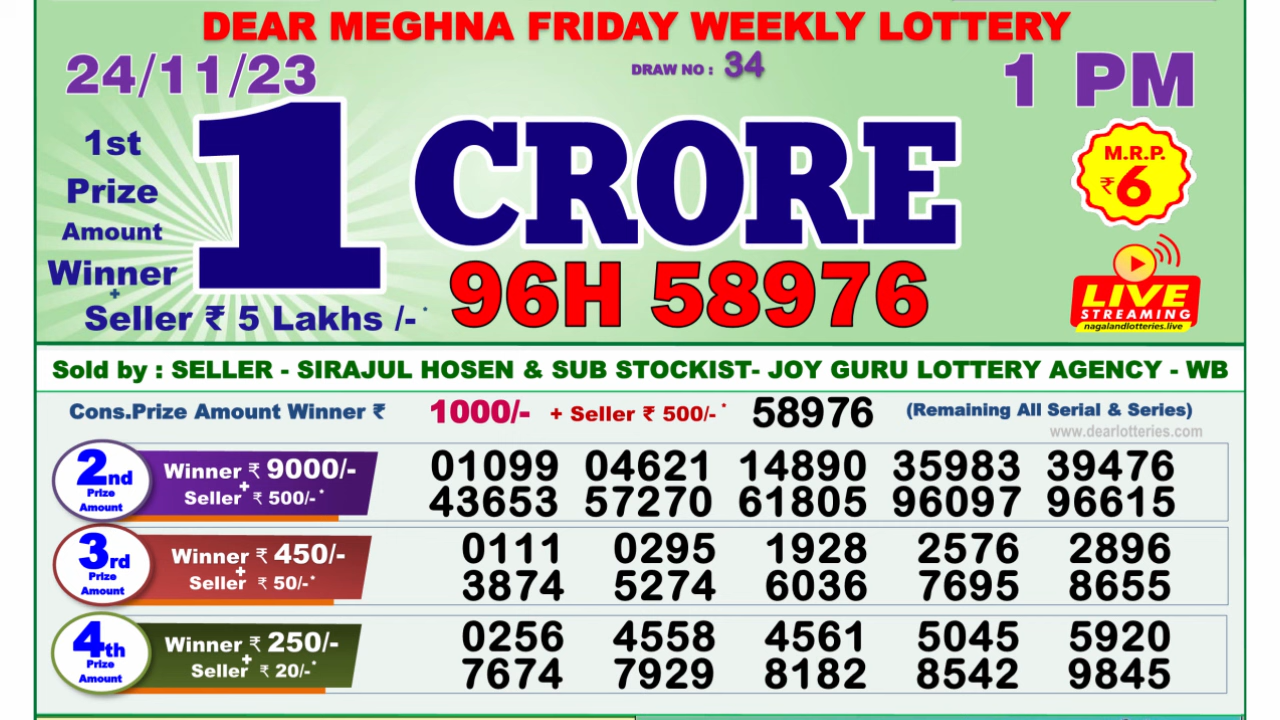 DEAR MEGHNA FRIDAY WEEKLY LOTTERY
24/11/23
DRAW NO : 34
1 PM
1st
Prize
Amount
Winner
+
Seller ₹ 5 Lakhs /-*
1 CRORE
96H 58976
M.R.P.
₹6
LIVE
STREAMING
nagalandlotteries.live
Sold by : SELLER - SIRAJUL HOSEN & SUB STOCKIST- JOY GURU LOTTERY AGENCY - WB
Cons.Prize Amount Winner ₹ 1000/- + Seller ₹ 500/-* 58976 (Remaining All Serial & Series)
www.dearlotteries.com
2nd
Prize
Amount
Winner ₹ 9000/-
+
Seller ₹ 500/-*
01099 04621 14890 35983 39476
43653 57270 61805 96097 96615
3rd
Prize
Amount
Winner ₹ 450/-
+
Seller ₹ 50/-*
0111 0295 1928 2576 2896
3874 5274 6036 7695 8655
4th
Prize
Amount
Winner ₹ 250/-
+
Seller ₹ 20/-*
0256 4558 4561 5045 5920
7674 7929 8182 8542 9845